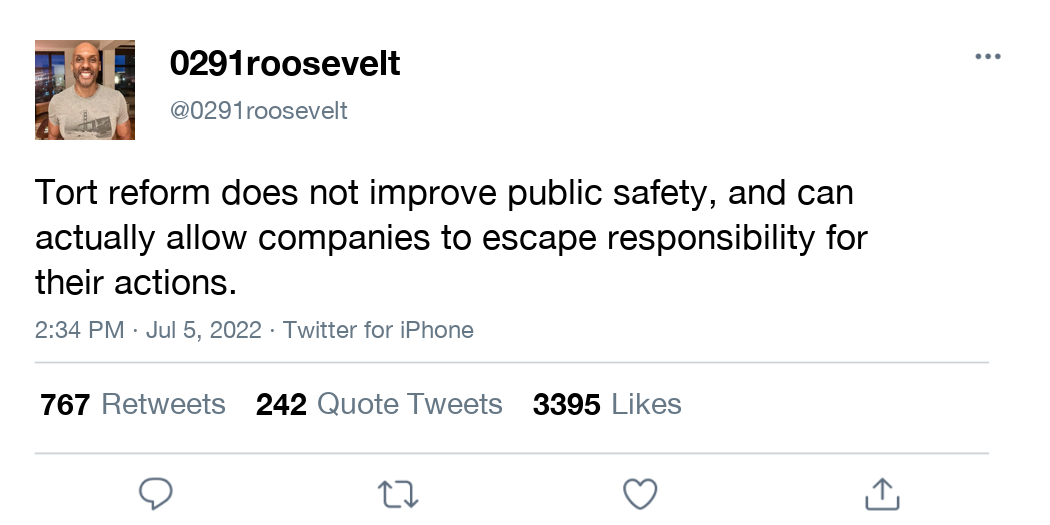 0291roosevelt
@0291roosevelt
Tort reform does not improve public safety, and can
actually allow companies to escape responsibility for
their actions.
2:34 PM · Jul 5, 2022 · Twitter for iPhone
767 Retweets 242 Quote Tweets 3395 Likes